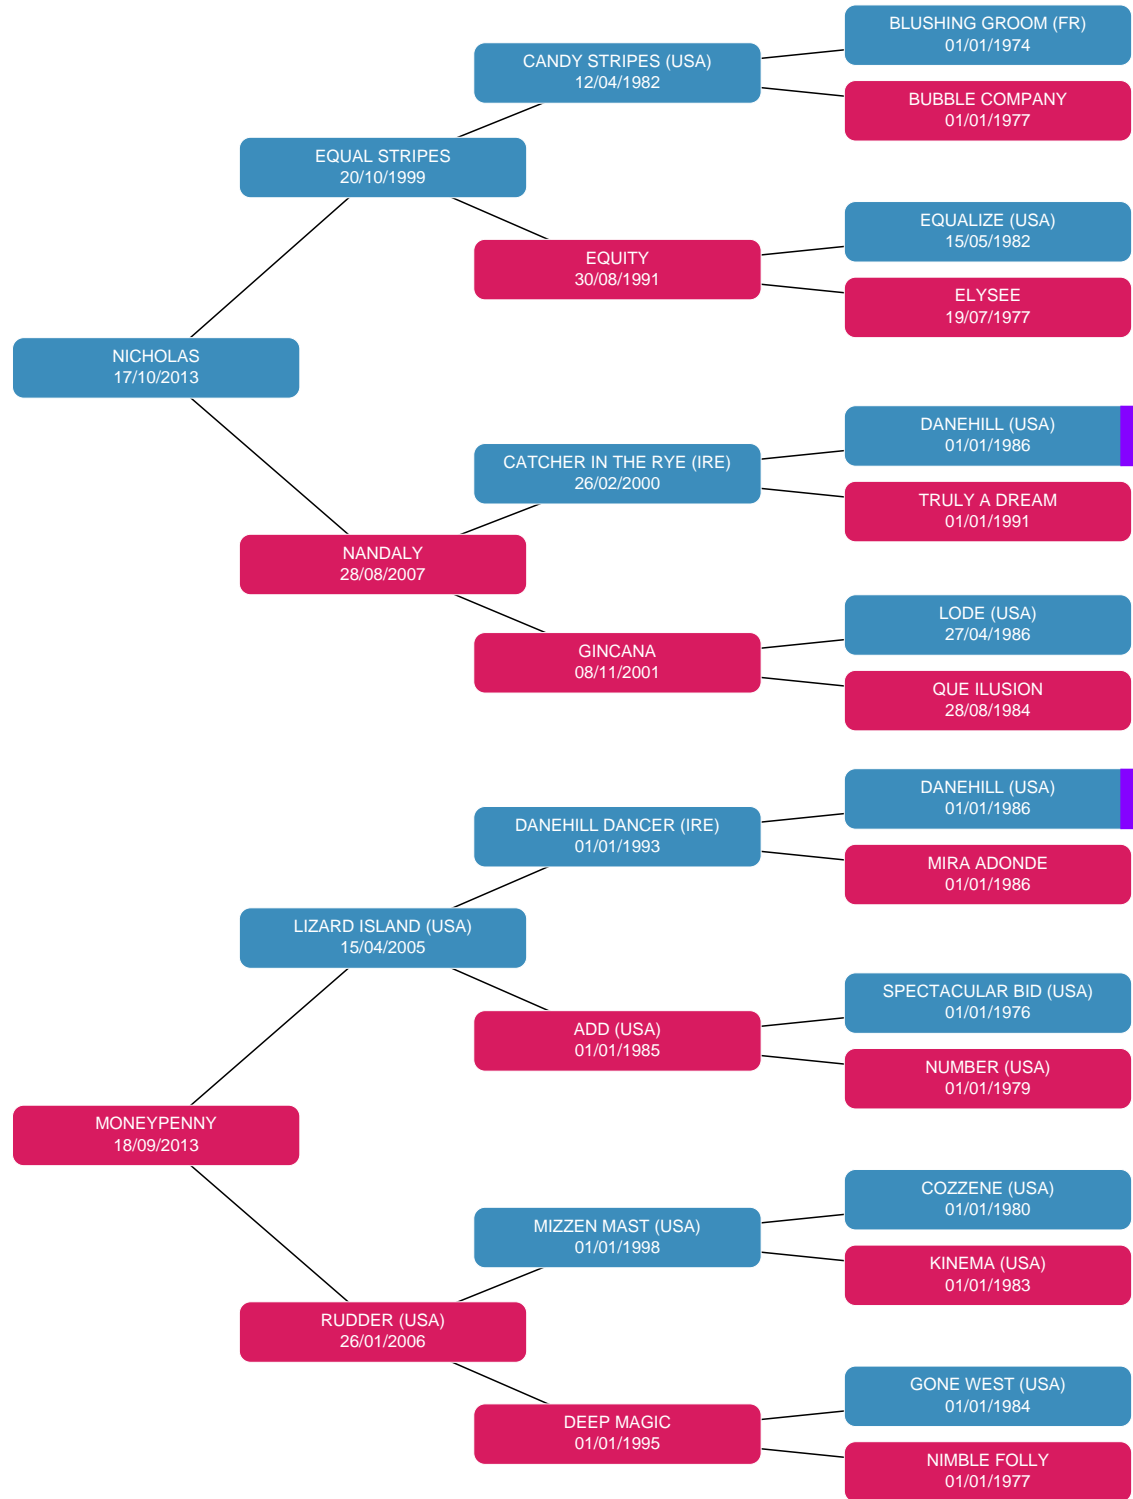 BLUSHING GROOM (FR)
01/01/1974
CANDY STRIPES (USA)
12/04/1982
BUBBLE COMPANY
01/01/1977
EQUAL STRIPES
20/10/1999
EQUALIZE (USA)
15/05/1982
EQUITY
30/08/1991
ELYSEE
19/07/1977
NICHOLAS
17/10/2013
DANEHILL (USA)
01/01/1986
CATCHER IN THE RYE (IRE)
26/02/2000
TRULY A DREAM
01/01/1991
NANDALY
28/08/2007
LODE (USA)
27/04/1986
GINCANA
08/11/2001
QUE ILUSION
28/08/1984
DANEHILL (USA)
01/01/1986
DANEHILL DANCER (IRE)
01/01/1993
MIRA ADONDE
01/01/1986
LIZARD ISLAND (USA)
15/04/2005
SPECTACULAR BID (USA)
01/01/1976
ADD (USA)
01/01/1985
NUMBER (USA)
01/01/1979
MONEYPENNY
18/09/2013
COZZENE (USA)
01/01/1980
MIZZEN MAST (USA)
01/01/1998
KINEMA (USA)
01/01/1983
RUDDER (USA)
26/01/2006
GONE WEST (USA)
01/01/1984
DEEP MAGIC
01/01/1995
NIMBLE FOLLY
01/01/1977